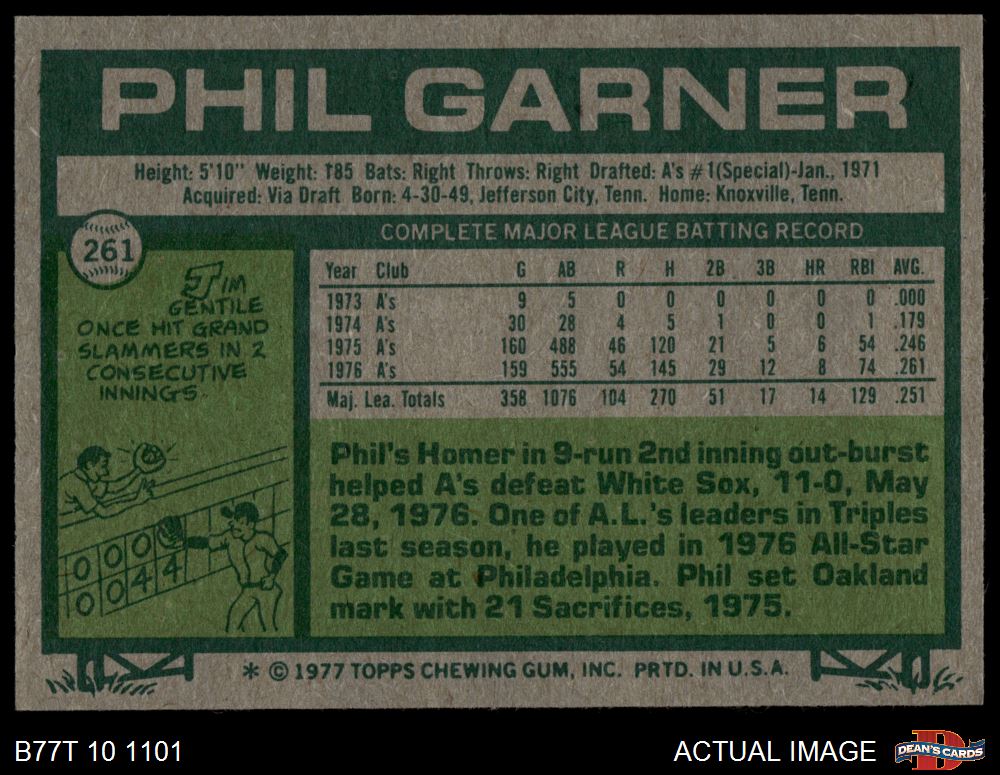 PHIL GARNER
Height: 5'10" Weight: 185 Bats: Right Throws: Right Drafted: A's #1(Special)-Jan., 1971
Acquired: Via Draft Born: 4-30-49, Jefferson City, Tenn. Home: Knoxville, Tenn.
261
JIM
GENTILE
ONCE HIT GRAND
SLAMMERS IN 2
CONSECUTIVE
INNINGS.
0 0 0
0 0 4 4
COMPLETE MAJOR LEAGUE BATTING RECORD
Year Club G AB R H 2B 3B HR RBI AVG.
1973 A's 9 5 0 0 0 0 0 0 .000
1974 A's 30 28 4 5 1 0 0 1 .179
1975 A's 160 488 46 120 21 5 6 54 .246
1976 A's 159 555 54 145 29 12 8 74 .261
Maj. Lea. Totals 358 1076 104 270 51 17 14 129 .251
Phil's Homer in 9-run 2nd inning out-burst
helped A's defeat White Sox, 11-0, May
28, 1976. One of A.L.'s leaders in Triples
last season, he played in 1976 All-Star
Game at Philadelphia. Phil set Oakland
mark with 21 Sacrifices, 1975.
* © 1977 TOPPS CHEWING GUM, INC. PRTD. IN U.S.A.
B77T 10 1101
ACTUAL IMAGE
D
DEAN'S CARDS